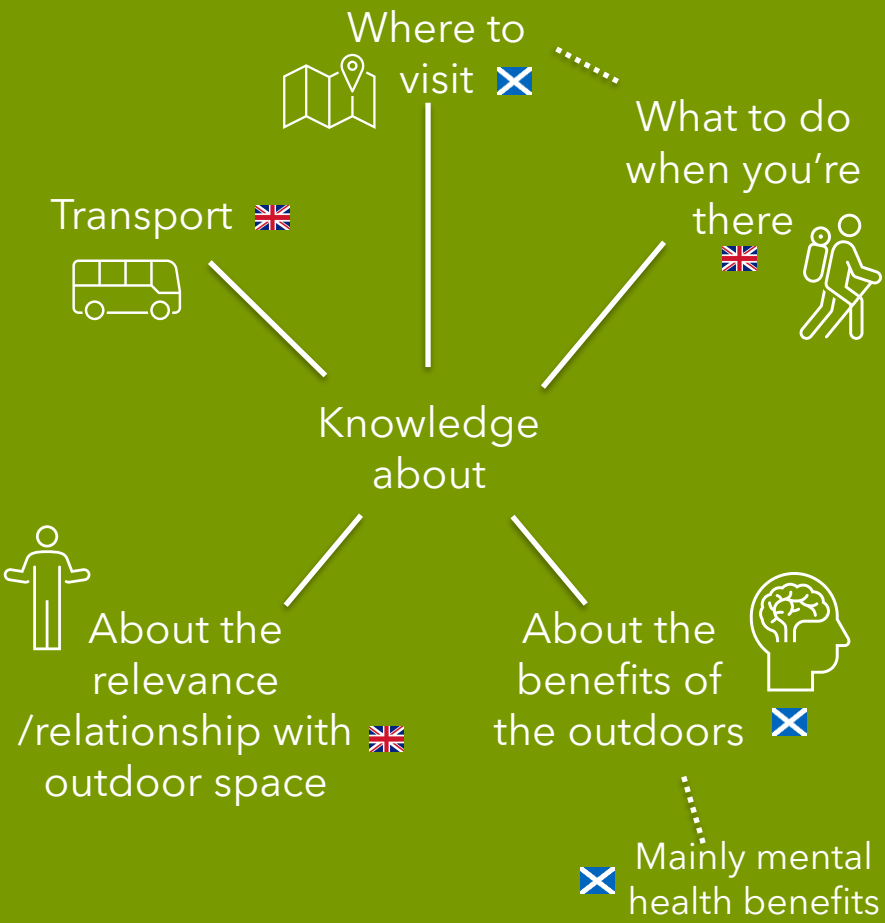 Where to
visit
What to do
when you're
there
Transport
Knowledge
about
About the
relevance
/relationship with
outdoor space
About the
benefits of
the outdoors
Mainly mental
health benefits